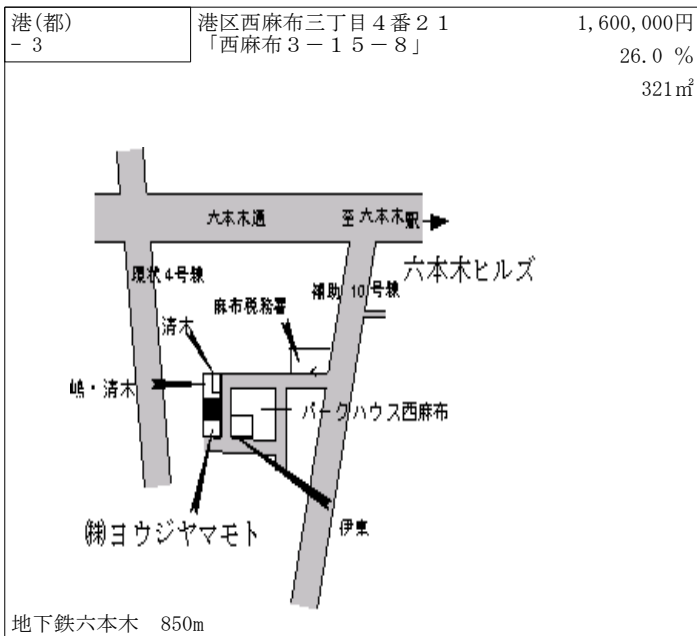 港(都)
- 3
港区西麻布三丁目４番２１
「西麻布３－１５－８」
1,600,000円
26.0 %
321㎡
六本木通
至 六本木駅
環状4号線
補助 10 号線
六本木ヒルズ
麻布税務署
清木
嶋・清木
パークハウス西麻布
㈱ヨウジヤマモト
伊東
地下鉄六本木　850m